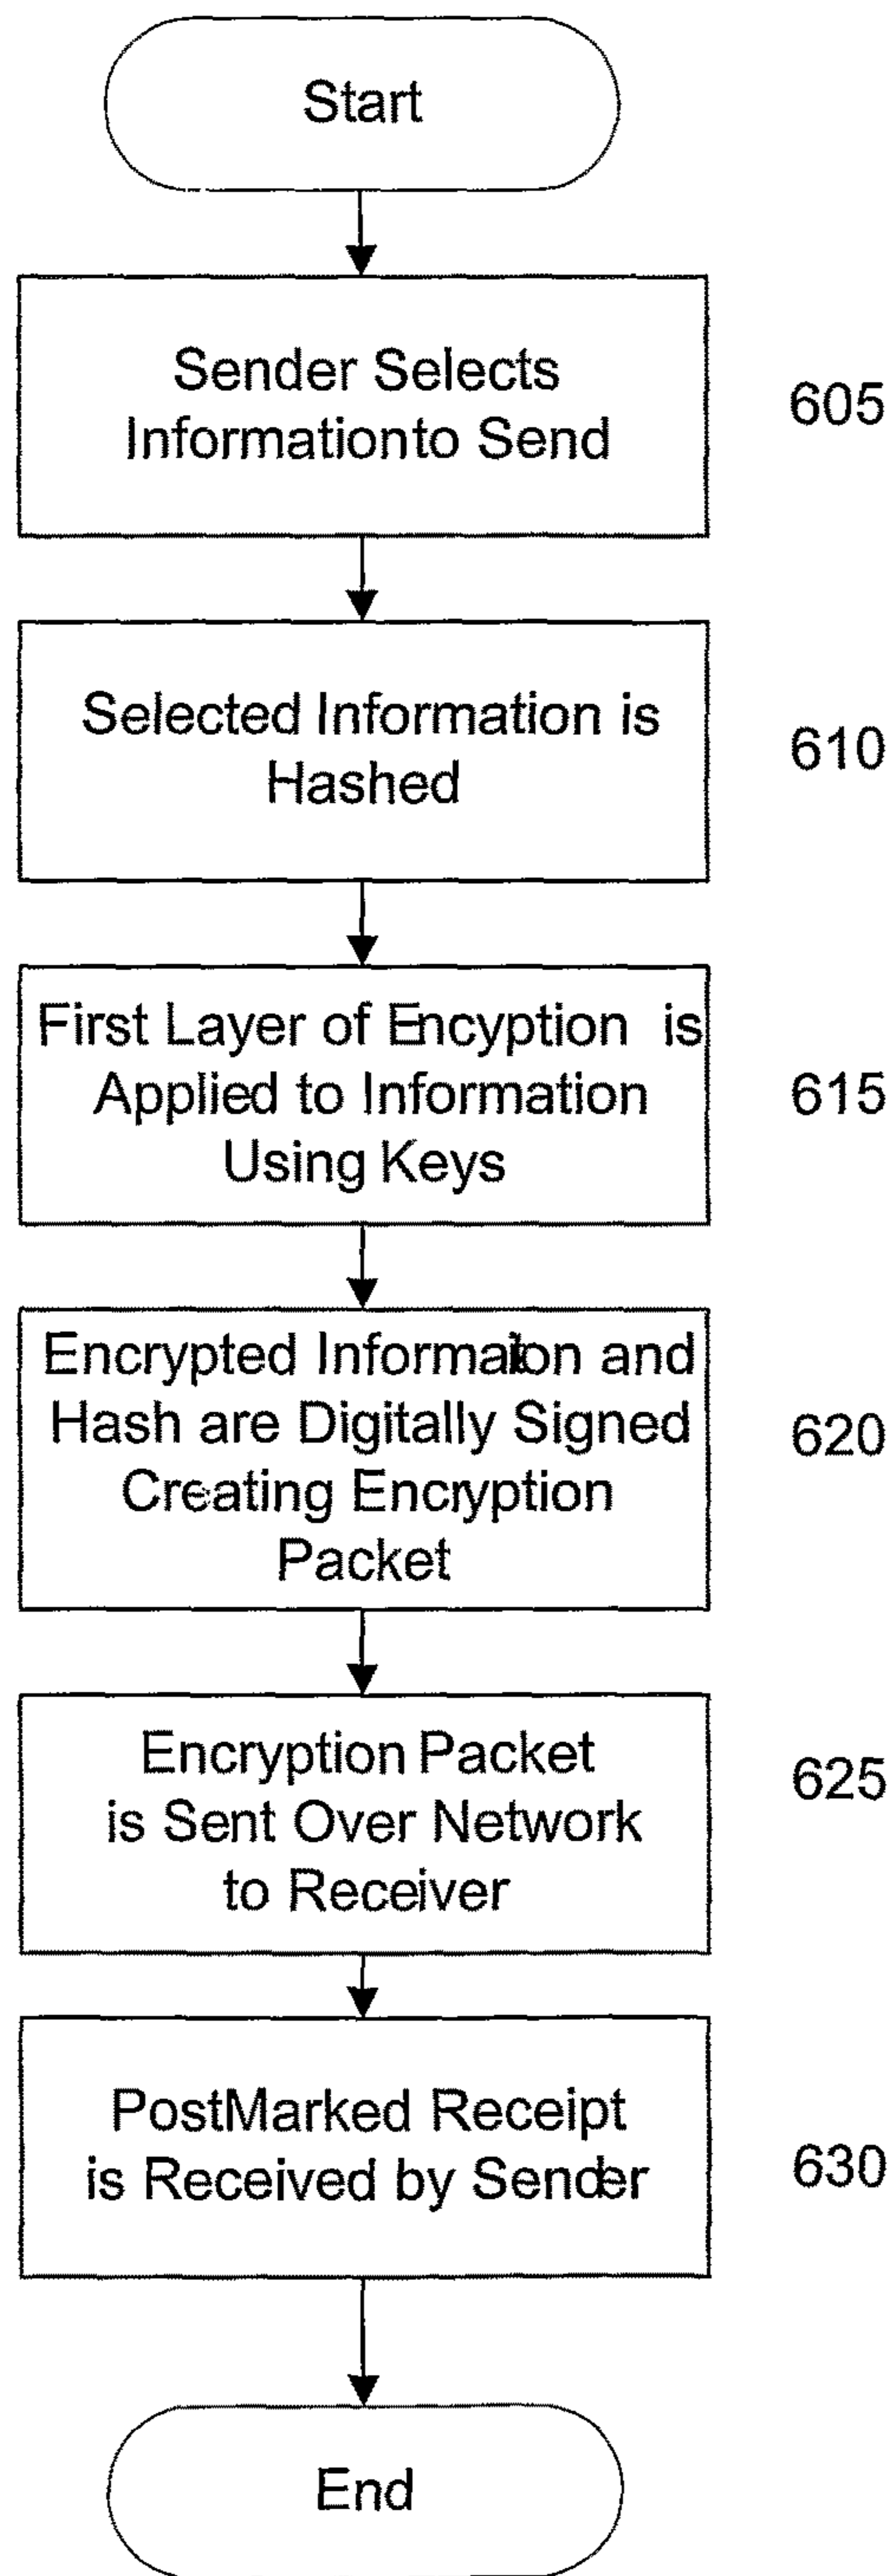 Start
Sender Selects
Informationto Send
605
Selected Information is
Hashed
610
First Layer of Encyption is
Applied to Information
Using Keys
615
Encrypted Information and
Hash are Digitally Signed
Creating Encryption
Packet
620
Encryption Packet
is Sent Over Network
to Receiver
625
PostMarked Receipt
is Received by Sender
630
End